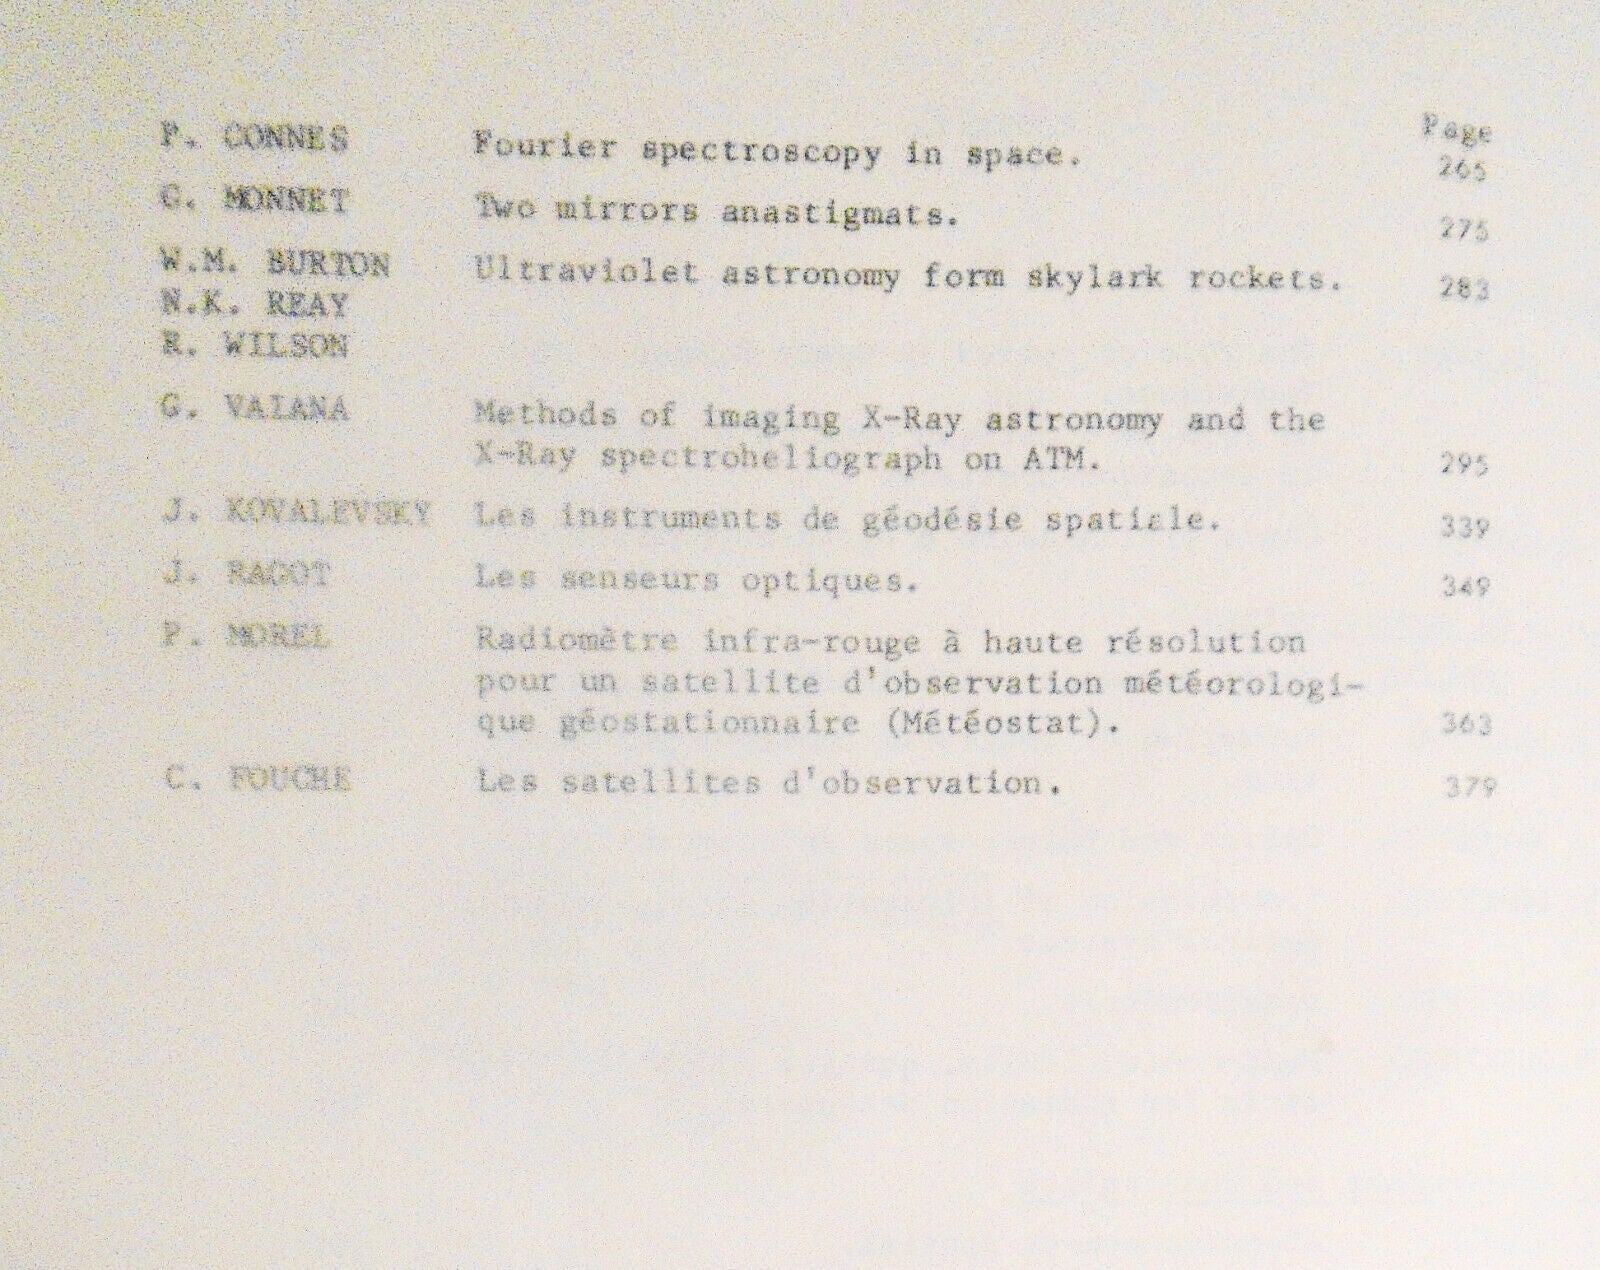 Page
P. CONNES Fourier spectroscopy in space. 265
G. MONNET Two mirrors anastigmats. 275
W.M. BURTON Ultraviolet astronomy form skylark rockets. 283
N.K. REAY
R. WILSON
G. VAIANA Methods of imaging X-Ray astronomy and the
X-Ray spectroheliograph on ATM. 295
J. KOVALEVSKY Les instruments de géodésie spatiale. 339
J. RAGOT Les senseurs optiques. 349
P. MOREL Radiomètre infra-rouge à haute résolution
pour un satellite d'observation météorologi-
que géostationnaire (Météostat). 363
C. FOUCHE Les satellites d'observation. 379